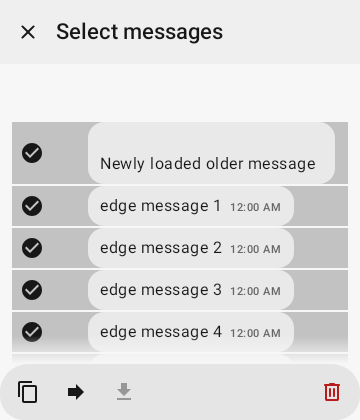 Select messages
Newly loaded older message
edge message 1 12:00 AM
edge message 2 12:00 AM
edge message 3 12:00 AM
edge message 4 12:00 AM